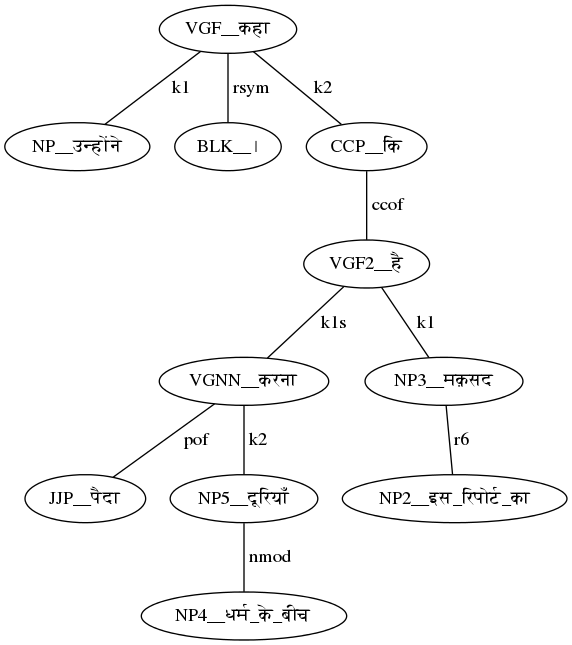 VGF__कहा
k1 rsym k2
NP__उन्होंने BLK__। CCP__कि
ccof
VGF2__है
k1s k1
VGNN__करना NP3__मक़सद
pof k2 r6
JJP__पैदा NP5__दूरियाँ NP2__इस_रिपोर्ट_का
nmod
NP4__धर्म_के_बीच